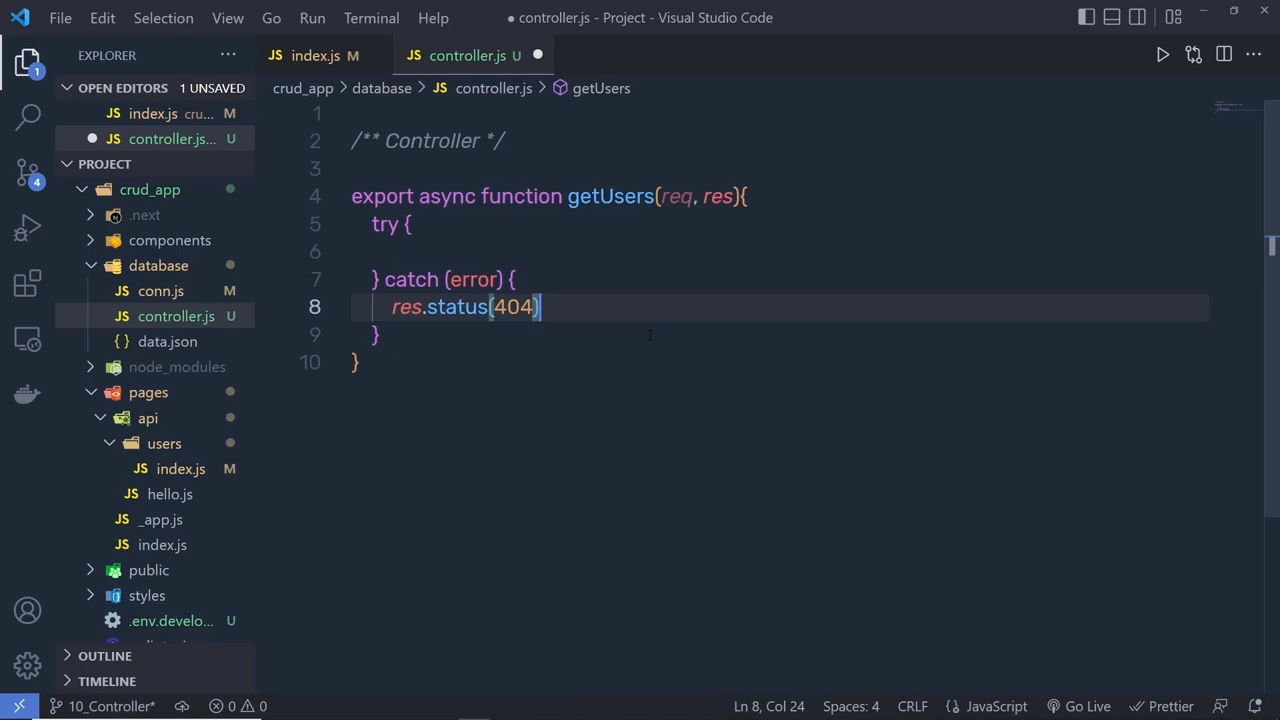 File Edit Selection View Go Run Terminal Help ● controller.js - Project - Visual Studio Code
EXPLORER ···
OPEN EDITORS 1 UNSAVED
JS index.js cru... M
JS controller.js... U
PROJECT
crud_app
.next
components
database
JS conn.js
JS controller.js U
{} data.json
node_modules
pages
api
users
JS index.js M
JS hello.js
JS _app.js
JS index.js
public
styles
.env.develo... U
OUTLINE
TIMELINE
JS index.js M JS controller.js U
crud_app > database > JS controller.js > getUsers
1
2 /** Controller */
3
4 export async function getUsers(req, res){
5 try {
6
7 } catch (error) {
8 res.status(404)
9 }
10 }
1
4
10_Controller* 0 0 Ln 8, Col 24 Spaces: 4 CRLF {} JavaScript Go Live Prettier